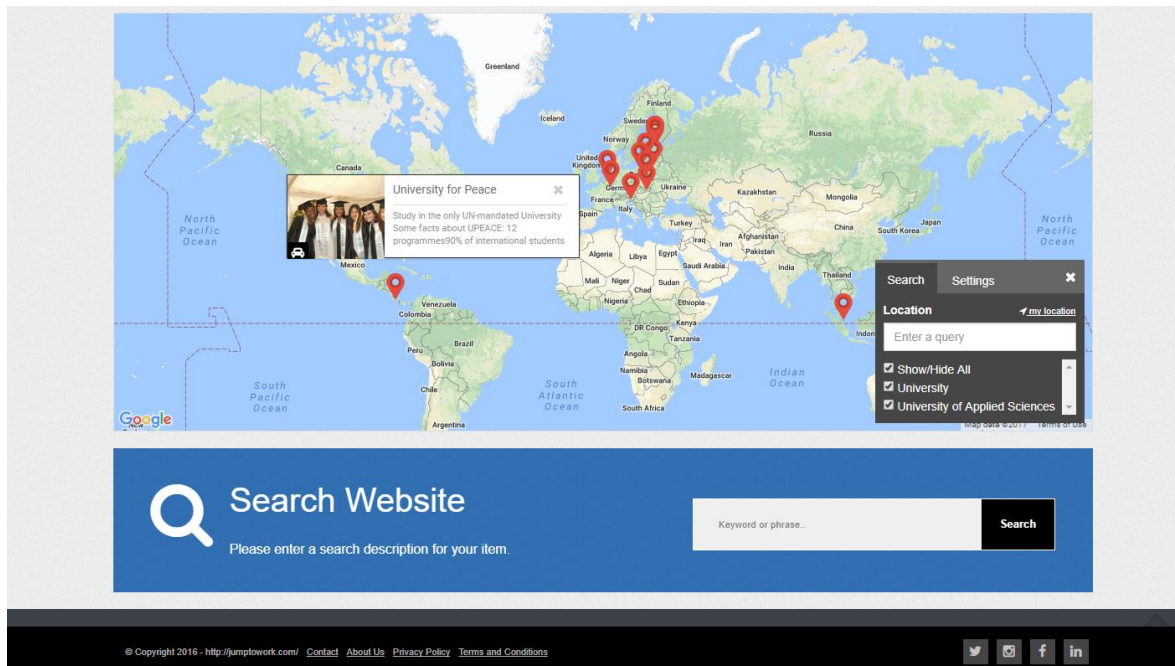 Greenland
Iceland
Finland
Sweden
Norway
Russia
United
Kingdom
Canada
Ukraine
Kazakhstan
Mongolia
France
Italy
Spain
Turkey
China
Japan
South Korea
North
Pacific
Ocean
North
Pacific
Ocean
University for Peace
Study in the only UN-mandated University
Some facts about UPEACE: 12
programmes90% of international students
Afghanistan
Iraq
Iran
Pakistan
Algeria
Libya
Egypt
Saudi Arabia
India
Thailand
Mexico
Mali
Niger
Chad
Sudan
Nigeria
Ethiopia
Venezuela
Colombia
DR Congo
Kenya
Tanzania
Brazil
Peru
Angola
Bolivia
Namibia
Botswana
Madagascar
Indian
Ocean
South
Pacific
Ocean
Chile
South
Atlantic
Ocean
South Africa
Argentina
Google
Search Settings
Location my location
Enter a query
Show/Hide All
University
University of Applied Sciences
Map data ©2017 Terms of Use
Search Website
Please enter a search description for your item.
Keyword or phrase..
Search
© Copyright 2016 - http://jumptowork.com/ Contact About Us Privacy Policy Terms and Conditions